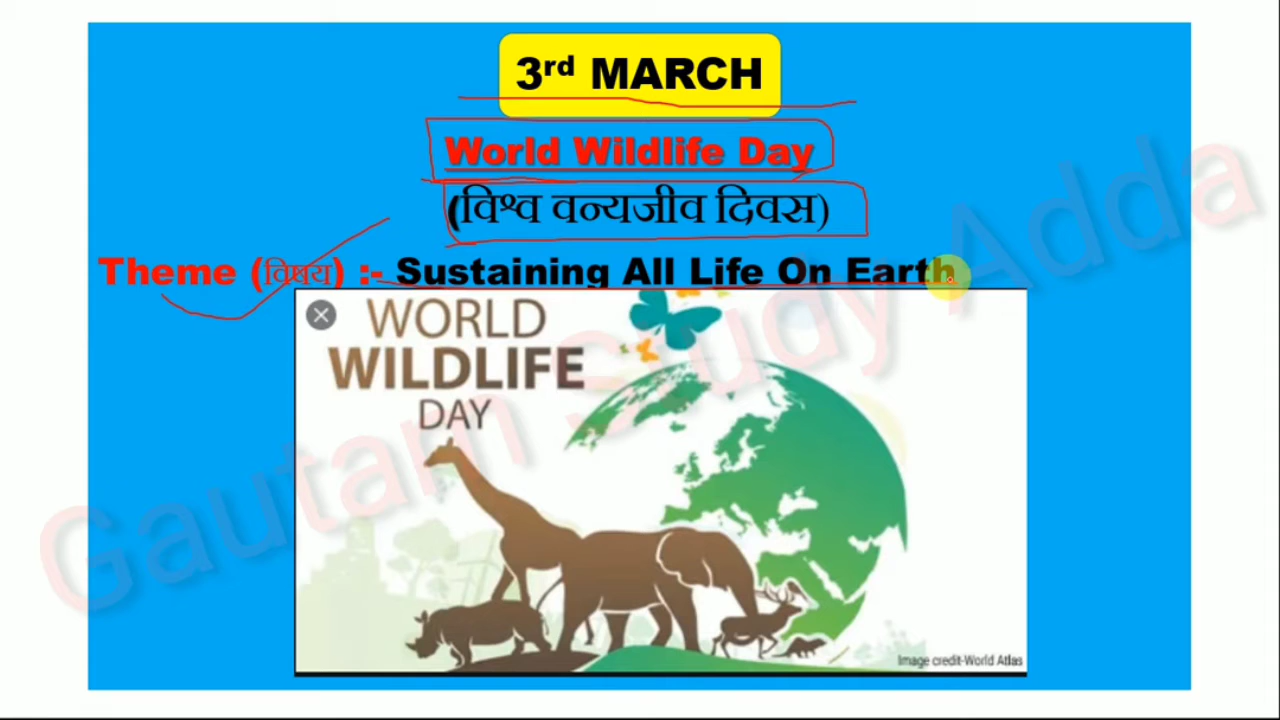 3rd MARCH
World Wildlife Day
(विश्व वन्यजीव दिवस)
Theme (विषय) :- Sustaining All Life On Earth
WORLD
WILDLIFE
DAY
Gautam Study Adda
Image credit-World Atlas